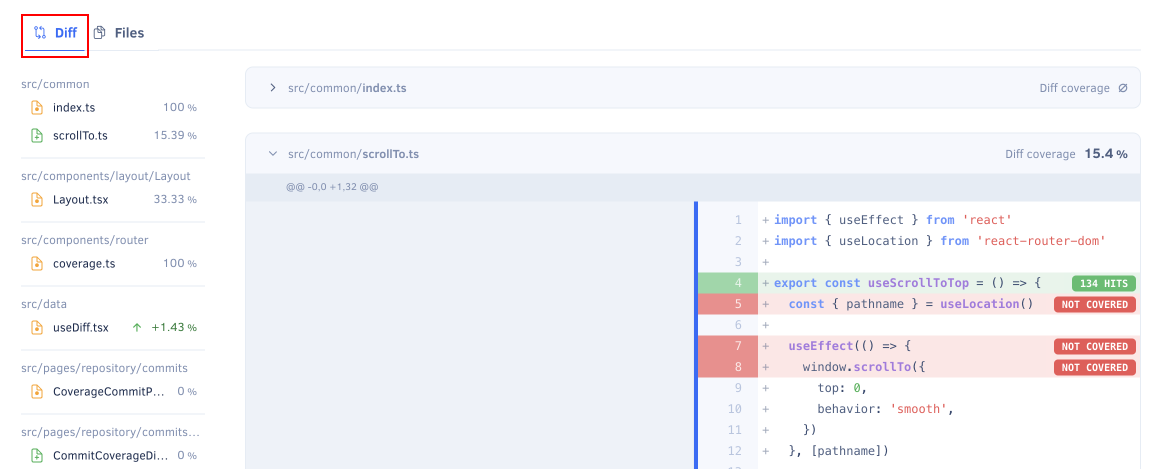 Diff Files
src/common
index.ts 100 %
scrollTo.ts 15.39 %
src/components/layout/Layout
Layout.tsx 33.33 %
src/components/router
coverage.ts 100 %
src/data
useDiff.tsx ↑ +1.43 %
src/pages/repository/commits
CoverageCommitP... 0 %
src/pages/repository/commits...
CommitCoverageDi... 0 %
src/common/index.ts Diff coverage ∅
src/common/scrollTo.ts Diff coverage 15.4 %
@@ -0,0 +1,32 @@
1 + import { useEffect } from 'react'
2 + import { useLocation } from 'react-router-dom'
3 +
4 + export const useScrollToTop = () => { 134 HITS
5 + const { pathname } = useLocation() NOT COVERED
6 +
7 + useEffect(() => { NOT COVERED
8 + window.scrollTo({ NOT COVERED
9 + top: 0,
10 + behavior: 'smooth',
11 + })
12 + }, [pathname])